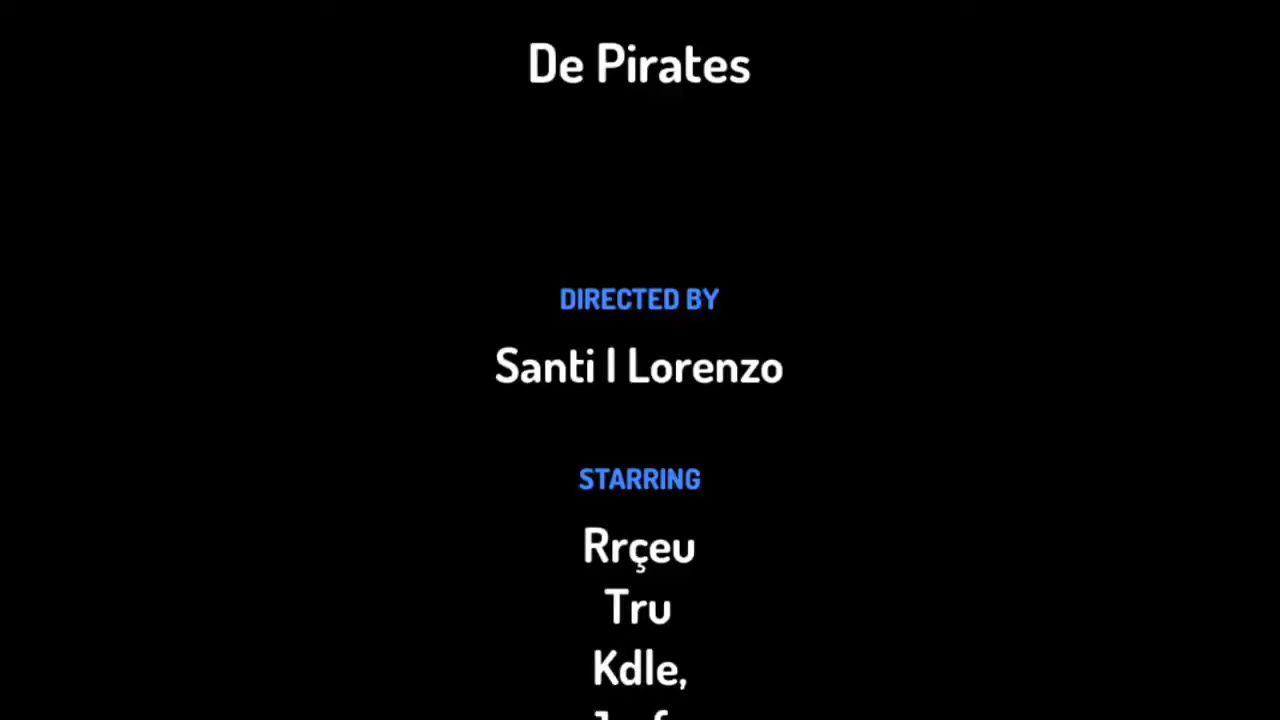 De Pirates
DIRECTED BY
Santi I Lorenzo
STARRING
Rrçeu
Tru
Kdle,